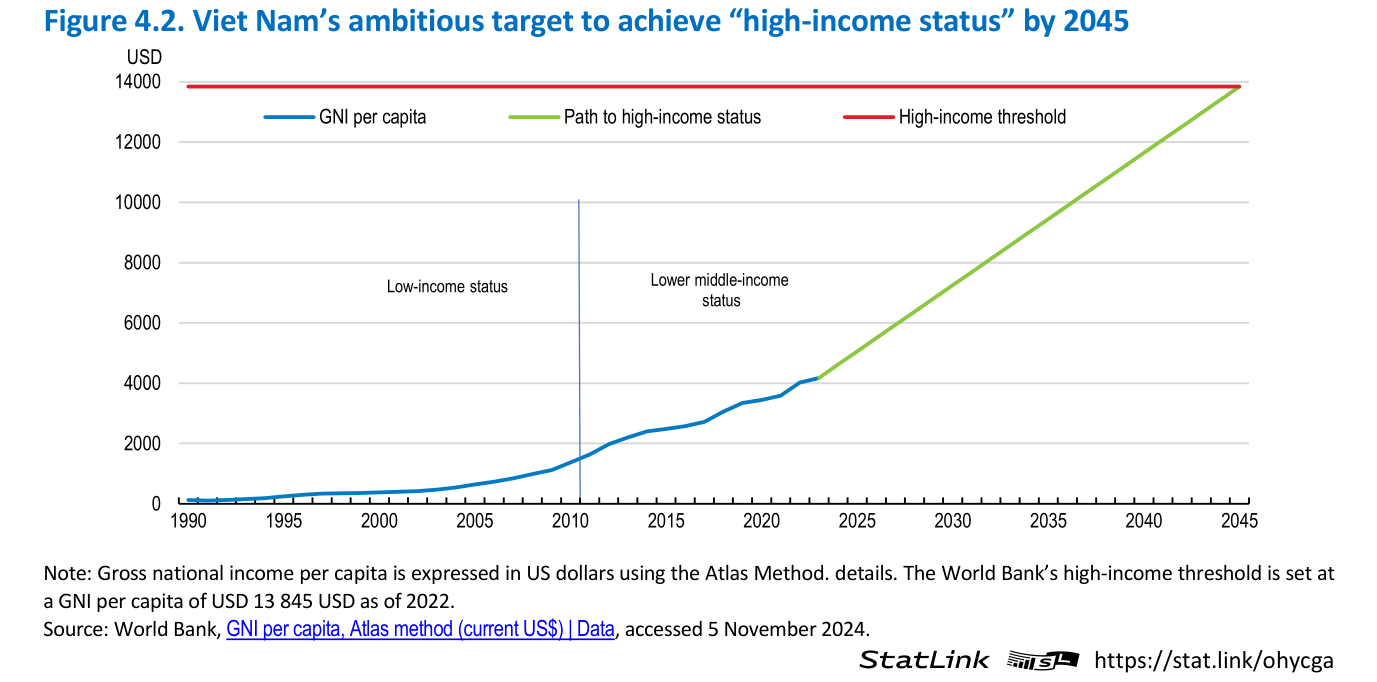 Figure 4.2. Viet Nam’s ambitious target to achieve “high-income status” by 2045
USD
14000
12000
10000
8000
6000
4000
2000
0
GNI per capita
Path to high-income status
High-income threshold
Low-income status
Lower middle-income
status
1990 1995 2000 2005 2010 2015 2020 2025 2030 2035 2040 2045
Note: Gross national income per capita is expressed in US dollars using the Atlas Method. details. The World Bank’s high-income threshold is set at
a GNI per capita of USD 13 845 USD as of 2022.
Source: World Bank, GNI per capita, Atlas method (current US$) | Data, accessed 5 November 2024.
StatLink SL https://stat.link/ohycga